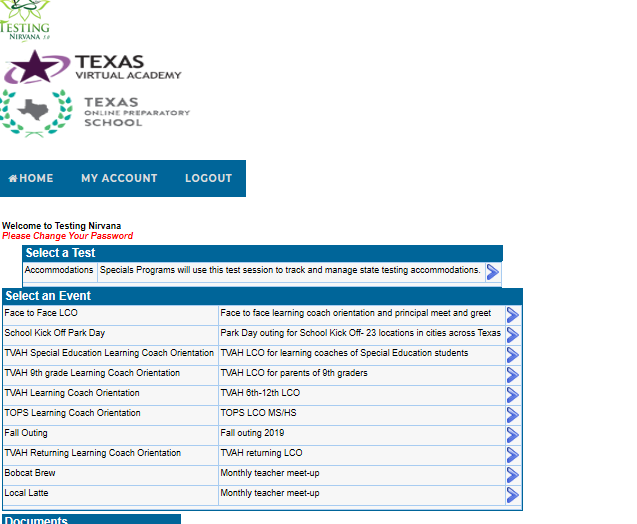 TESTING
NIRVANA 3.0
TEXAS
VIRTUAL ACADEMY
TEXAS
ONLINE PREPARATORY
SCHOOL
HOME MY ACCOUNT LOGOUT
Welcome to Testing Nirvana
Please Change Your Password
Select a Test
Accommodations Specials Programs will use this test session to track and manage state testing accommodations.
Select an Event
Face to Face LCO Face to face learning coach orientation and principal meet and greet
School Kick Off Park Day Park Day outing for School Kick Off- 23 locations in cities across Texas
TVAH Special Education Learning Coach Orientation TVAH LCO for learning coaches of Special Education students
TVAH 9th grade Learning Coach Orientation TVAH LCO for parents of 9th graders
TVAH Learning Coach Orientation TVAH 6th-12th LCO
TOPS Learning Coach Orientation TOPS LCO MS/HS
Fall Outing Fall outing 2019
TVAH Returning Learning Coach Orientation TVAH returning LCO
Bobcat Brew Monthly teacher meet-up
Local Latte Monthly teacher meet-up
Documents